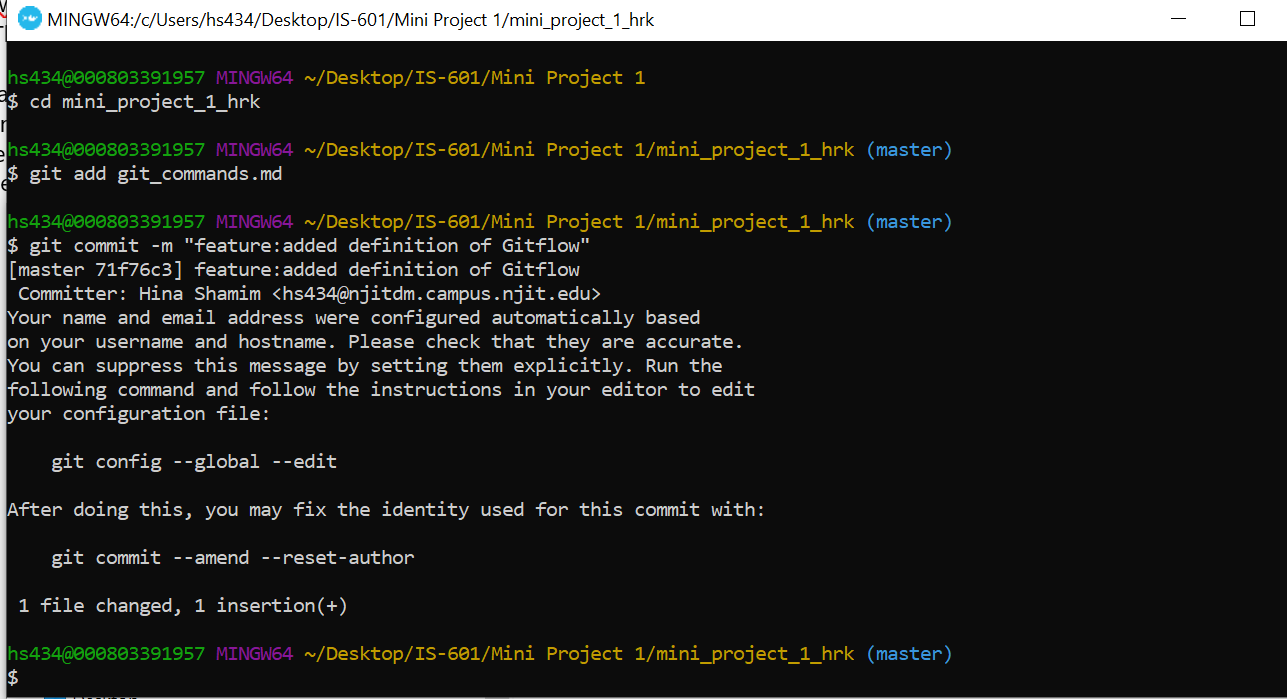 MINGW64:/c/Users/hs434/Desktop/IS-601/Mini Project 1/mini_project_1_hrk
hs434@000803391957 MINGW64 ~/Desktop/IS-601/Mini Project 1
$ cd mini_project_1_hrk
hs434@000803391957 MINGW64 ~/Desktop/IS-601/Mini Project 1/mini_project_1_hrk (master)
$ git add git_commands.md
hs434@000803391957 MINGW64 ~/Desktop/IS-601/Mini Project 1/mini_project_1_hrk (master)
$ git commit -m "feature:added definition of Gitflow"
[master 71f76c3] feature:added definition of Gitflow
Committer: Hina Shamim <hs434@njitdm.campus.njit.edu>
Your name and email address were configured automatically based
on your username and hostname. Please check that they are accurate.
You can suppress this message by setting them explicitly. Run the
following command and follow the instructions in your editor to edit
your configuration file:
git config --global --edit
After doing this, you may fix the identity used for this commit with:
git commit --amend --reset-author
1 file changed, 1 insertion(+)
hs434@000803391957 MINGW64 ~/Desktop/IS-601/Mini Project 1/mini_project_1_hrk (master)
$